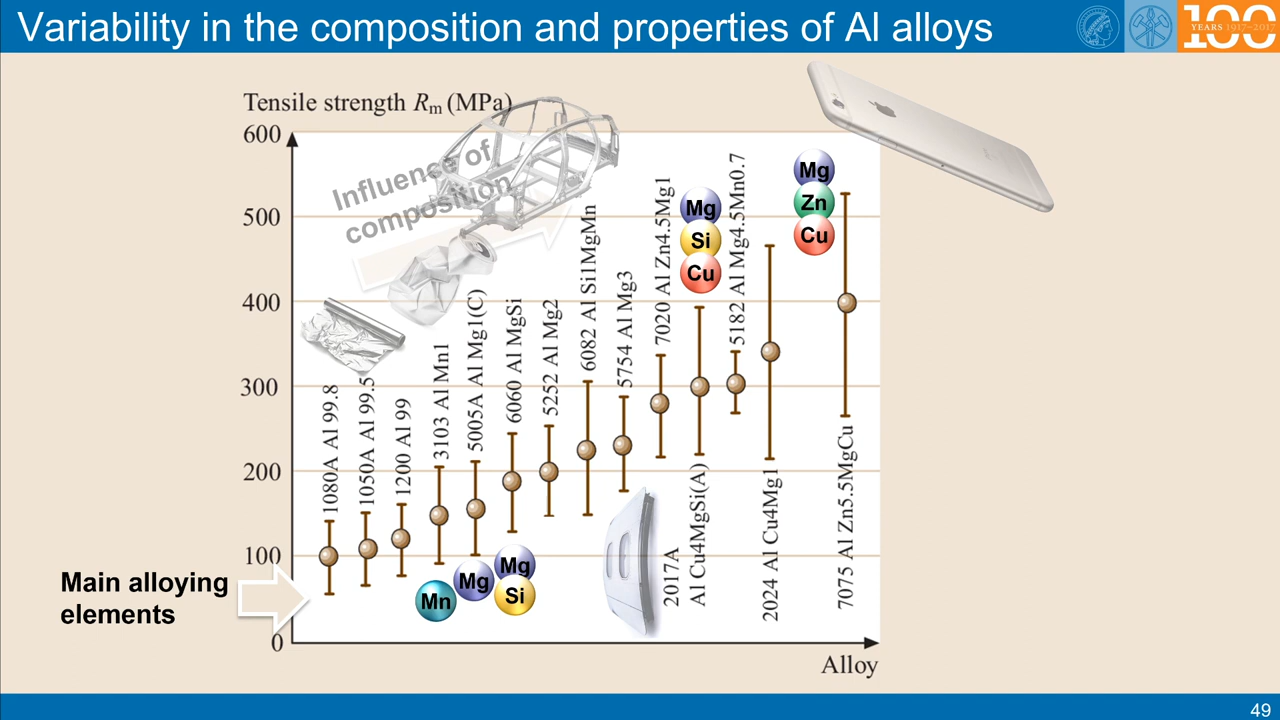 Variability in the composition and properties of Al alloys
100
YEARS 1917–2017
Tensile strength Rm (MPa)
600
500
400
300
200
100
0
Influence of
composition
1080A Al 99.8
1050A Al 99.5
1200 Al 99
3103 Al Mn1
5005A Al Mg1(C)
6060 Al MgSi
5252 Al Mg2
6082 Al Si1MgMn
5754 Al Mg3
7020 Al Zn4.5Mg1
2017A
Al Cu4MgSi(A)
5182 Al Mg4.5Mn0.7
2024 Al Cu4Mg1
7075 Al Zn5.5MgCu
Mg
Si
Cu
Mg
Zn
Cu
Mn
Mg
Mg
Si
Main alloying
elements
Alloy
49